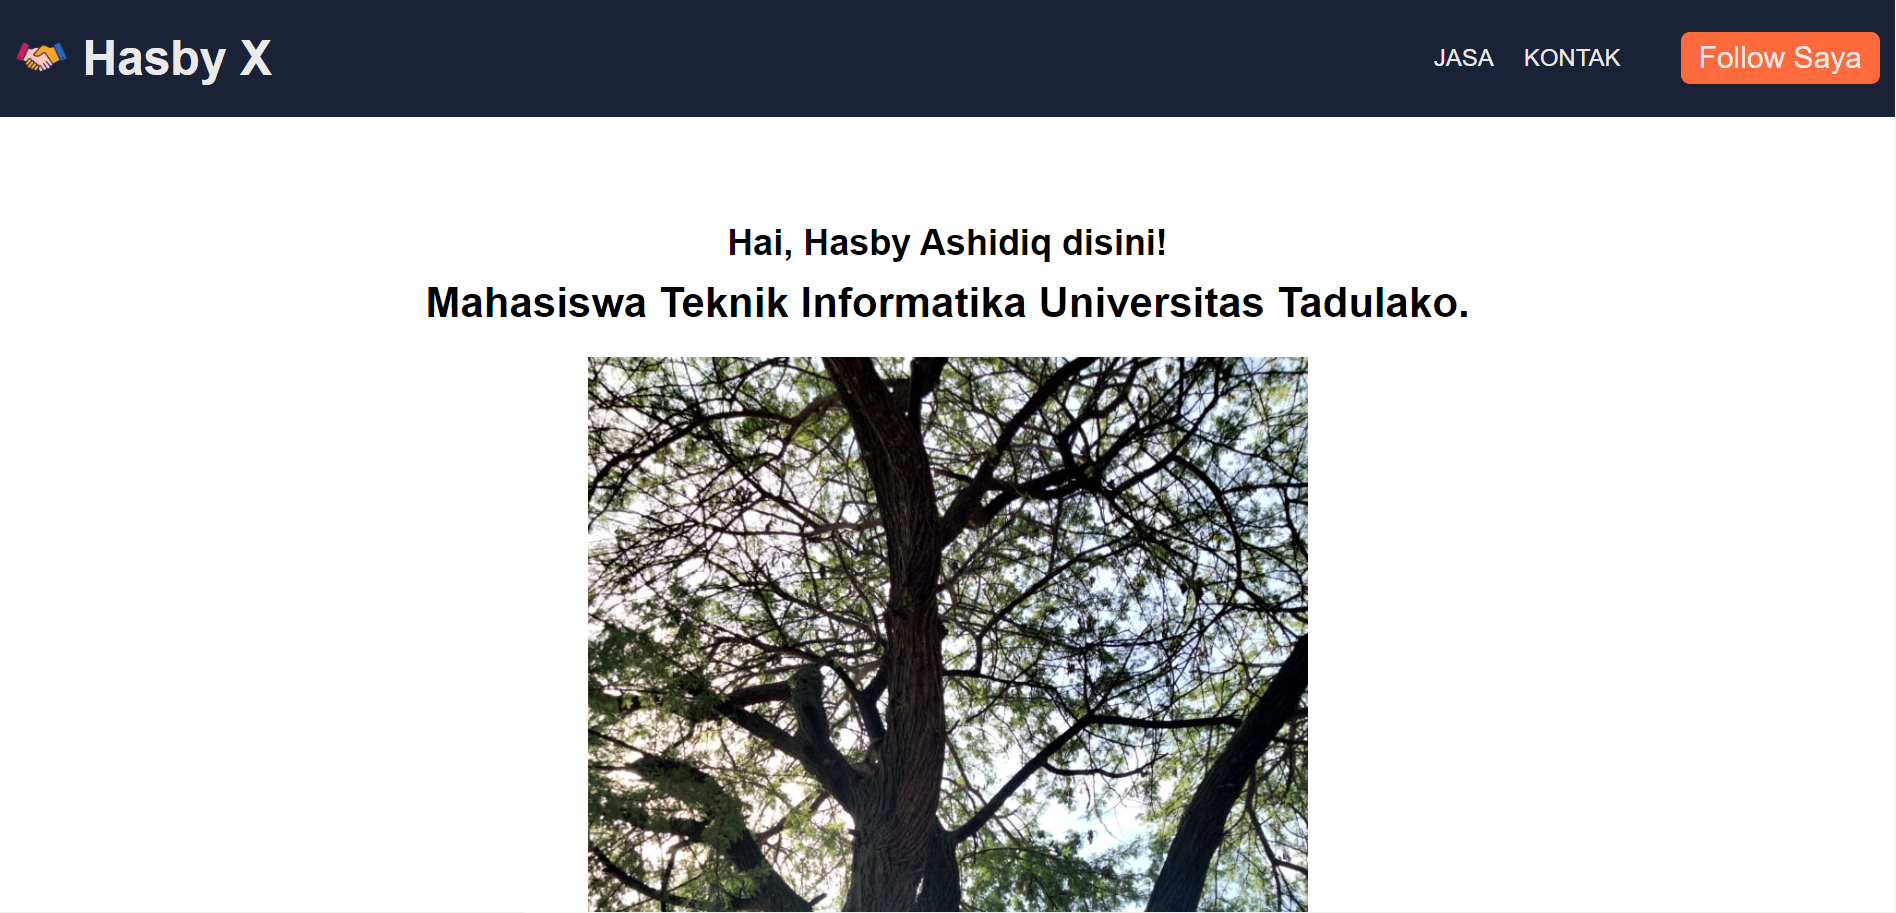 Hasby X
JASA KONTAK Follow Saya
Hai, Hasby Ashidiq disini!
Mahasiswa Teknik Informatika Universitas Tadulako.